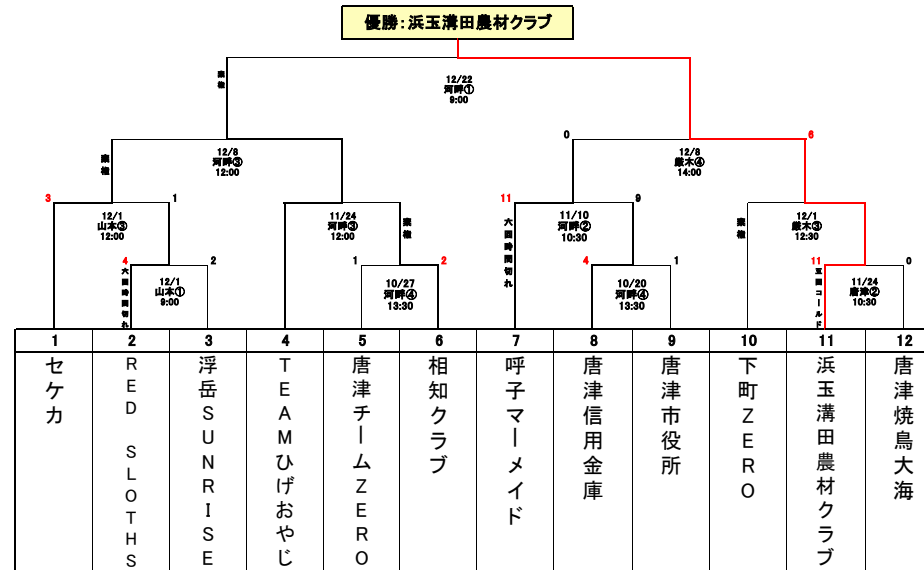 優勝：浜玉溝田農材クラブ
棄権
12/22
河畔①
9:00
棄権
12/8
河畔③
12:00
0
12/8
厳木④
14:00
6
3
12/1
山本③
12:00
1
11/24
河畔③
12:00
棄権
11
六回時間切れ
11/10
河畔②
10:30
9
棄権
12/1
厳木③
12:30
4
六回時間切れ
12/1
山本①
9:00
2
1
10/27
河畔④
13:30
2
4
10/20
河畔④
13:30
1
11
五回コールド
11/24
唐津②
10:30
0
1
2
3
4
5
6
7
8
9
10
11
12
セケカ
RED SLOTHS
浮岳SUNRISE
TEAMひげおやじ
唐津チームZERO
相知クラブ
呼子マーメイド
唐津信用金庫
唐津市役所
下町ZERO
浜玉溝田農材クラブ
唐津焼鳥大海